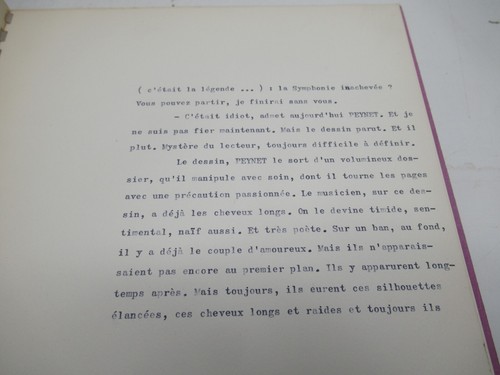 ( c'était la légende ...) : la Symphonie inachevée ?
Vous pouvez partir, je finirai sans vous.
- C'était idiot, admet aujourd'hui PEYNET. Et je
ne suis pas fier maintenant. Mais le dessin parut. Et il
plut. Mystère du lecteur, toujours difficile à définir.
Le dessin, PEYNET le sort d'un volumineux dos-
sier, qu'il manipule avec soin, dont il tourne les pages
avec une précaution passionnée. Le musicien, sur ce des-
sin, a déjà les cheveux longs. On le devine timide, sen-
timental, naïf aussi. Et très poète. Sur un ban, au fond,
il y a déjà le couple d'amoureux. Mais ils n'apparais-
saient pas encore au premier plan. Ils y apparurent long-
temps après. Mais toujours, ils eurent ces silhouettes
élancées, ces cheveux longs et raides et toujours ils